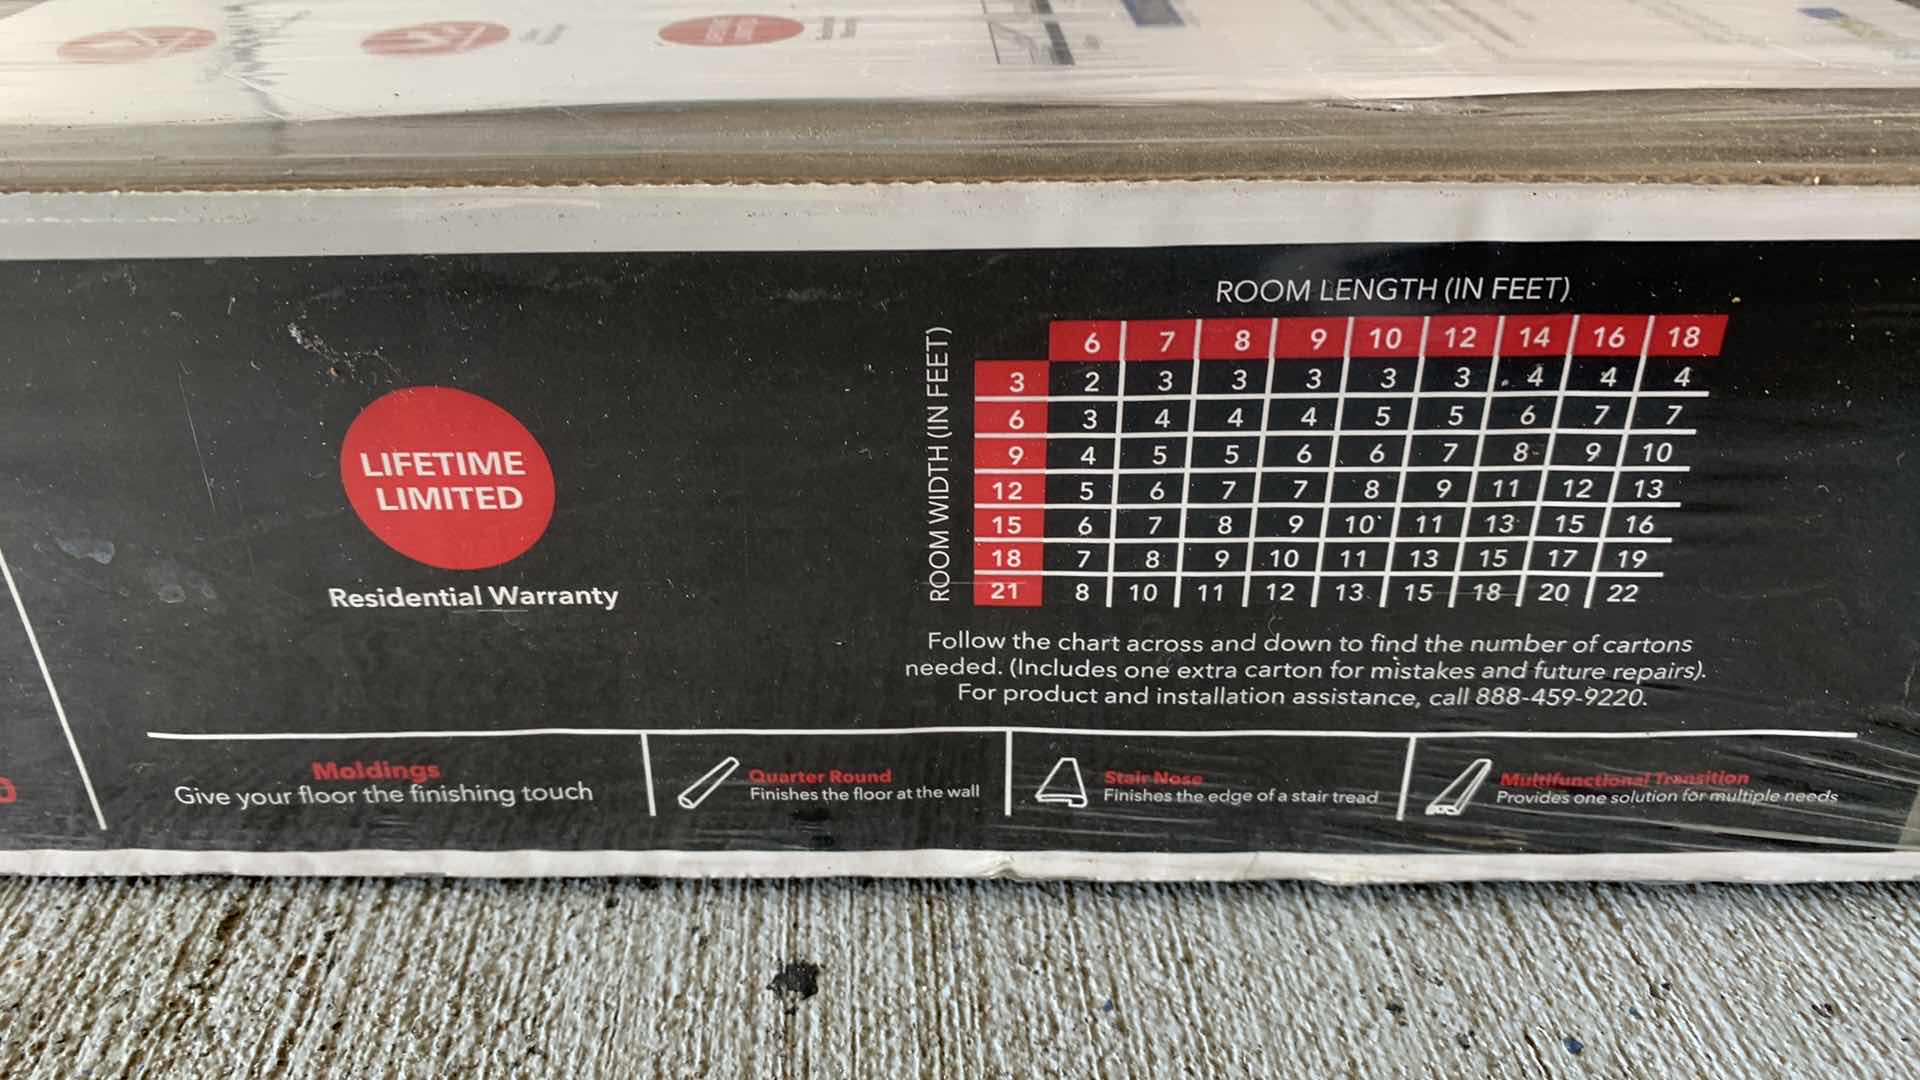 LIFETIME
LIMITED
Residential Warranty
ROOM LENGTH (IN FEET)
ROOM WIDTH (IN FEET)
6 7 8 9 10 12 14 16 18
3 2 3 3 3 3 3 4 4 4
6 3 4 4 4 5 5 6 7 7
9 4 5 5 6 6 7 8 9 10
12 5 6 7 7 8 9 11 12 13
15 6 7 8 9 10 11 13 15 16
18 7 8 9 10 11 13 15 17 19
21 8 10 11 12 13 15 18 20 22
Follow the chart across and down to find the number of cartons
needed. (Includes one extra carton for mistakes and future repairs).
For product and installation assistance, call 888-459-9220.
Moldings
Give your floor the finishing touch
Quarter Round
Finishes the floor at the wall
Stair Nose
Finishes the edge of a stair tread
Multifunctional Transition
Provides one solution for multiple needs